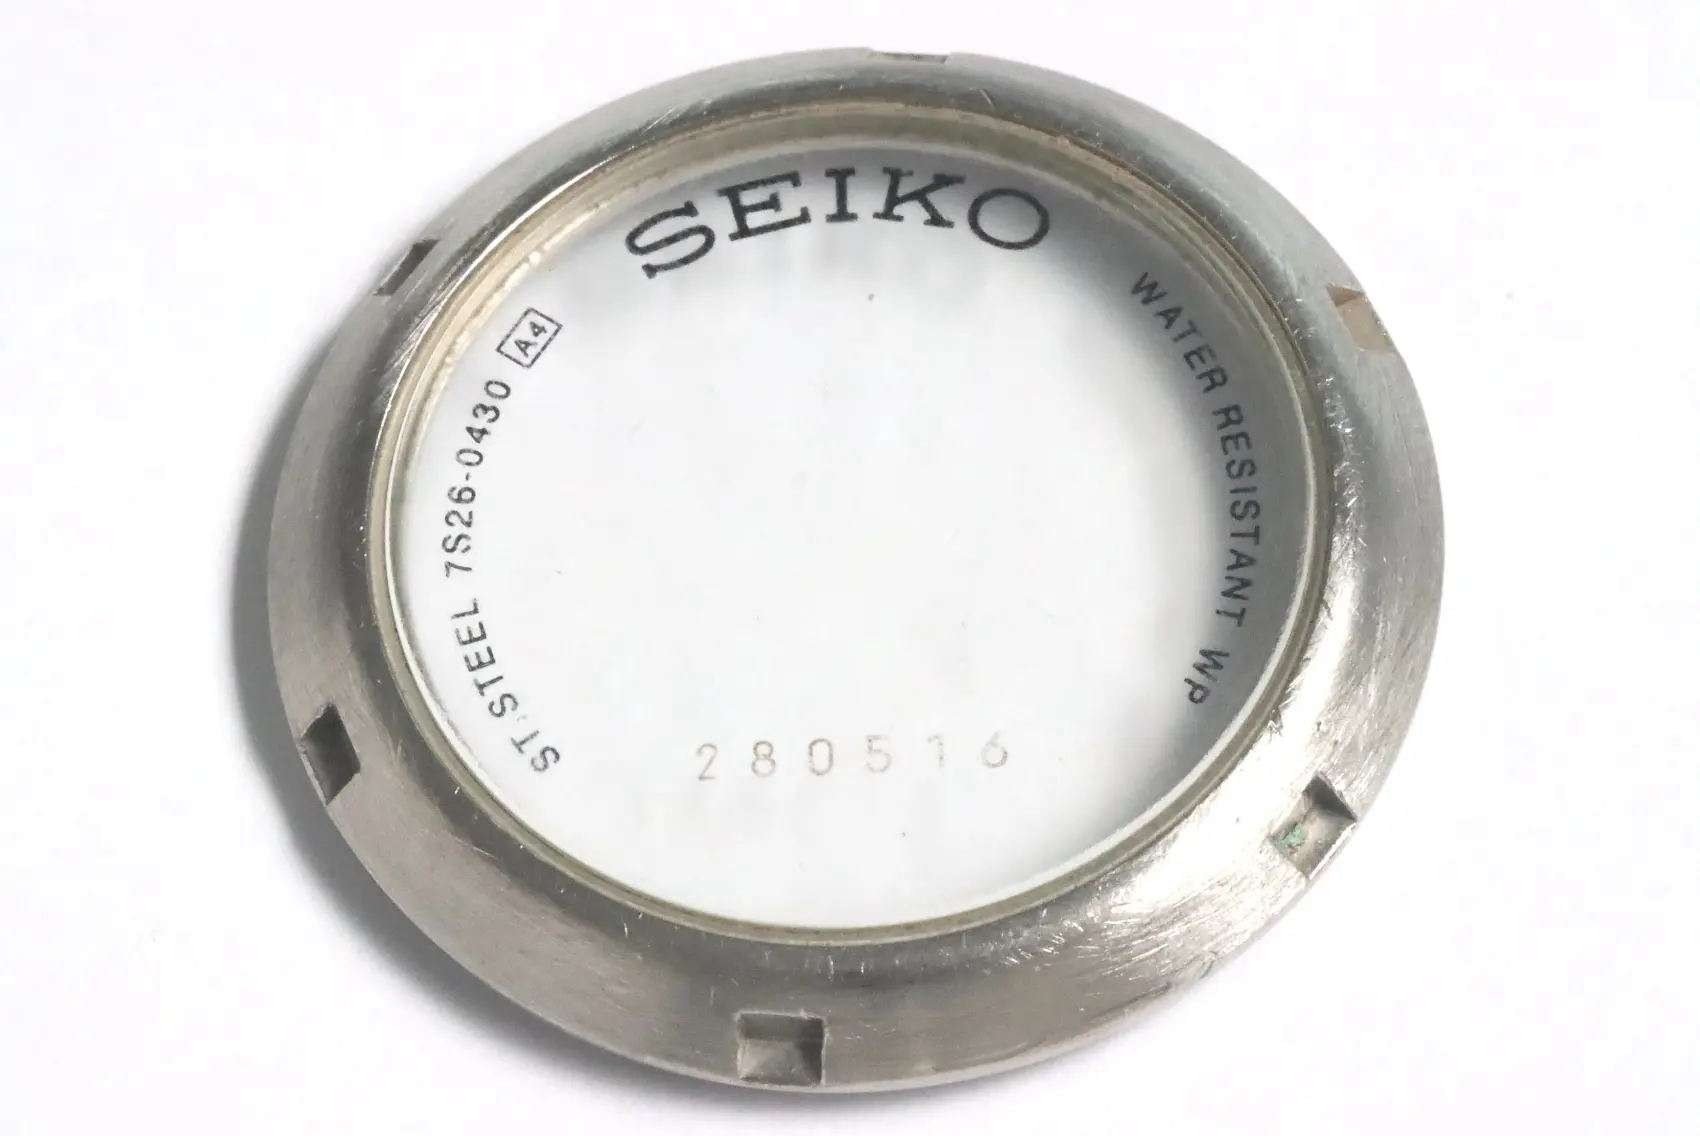 SEIKO
WATER RESISTANT WP
ST.STEEL 7S26-0430 A4
280516